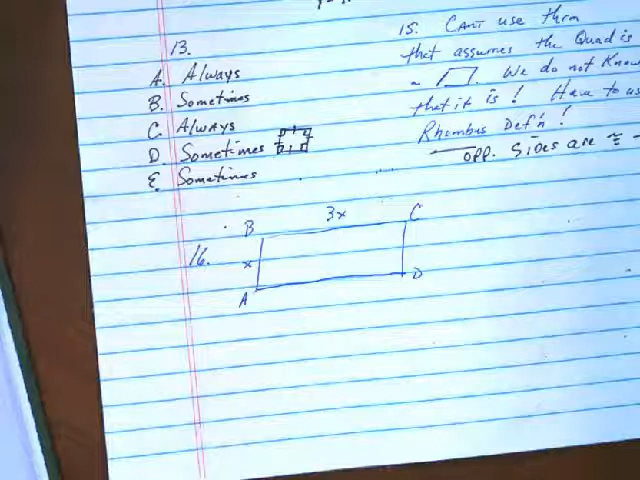 13.
A. Always
B. Sometimes
C. Always
D. Sometimes
E. Sometimes
15. CAN'T use thm
that assumes the Quad is
a . We do not Know
that it is! Have to us
Rhombus Def'n!
opp. Sides are ≅
16.
B 3x C
x
A D